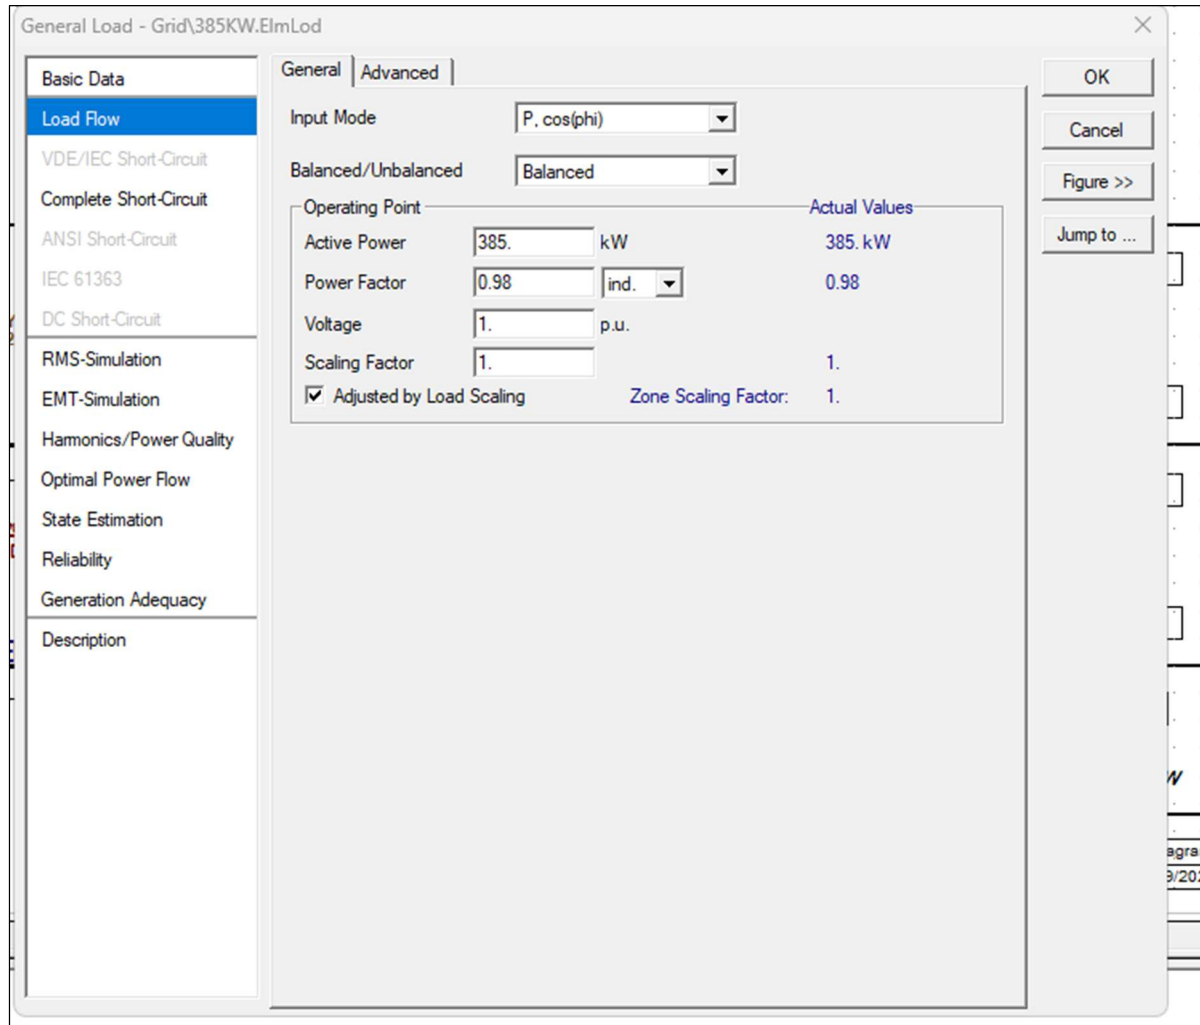 General Load - Grid\385KW.ElmLod
Basic Data
Load Flow
VDE/IEC Short-Circuit
Complete Short-Circuit
ANSI Short-Circuit
IEC 61363
DC Short-Circuit
RMS-Simulation
EMT-Simulation
Harmonics/Power Quality
Optimal Power Flow
State Estimation
Reliability
Generation Adequacy
Description
General Advanced
Input Mode P, cos(phi)
Balanced/Unbalanced Balanced
Operating Point Actual Values
Active Power 385. kW 385. kW
Power Factor 0.98 ind. 0.98
Voltage 1. p.u.
Scaling Factor 1. 1.
Adjusted by Load Scaling Zone Scaling Factor: 1.
OK
Cancel
Figure >>
Jump to ...